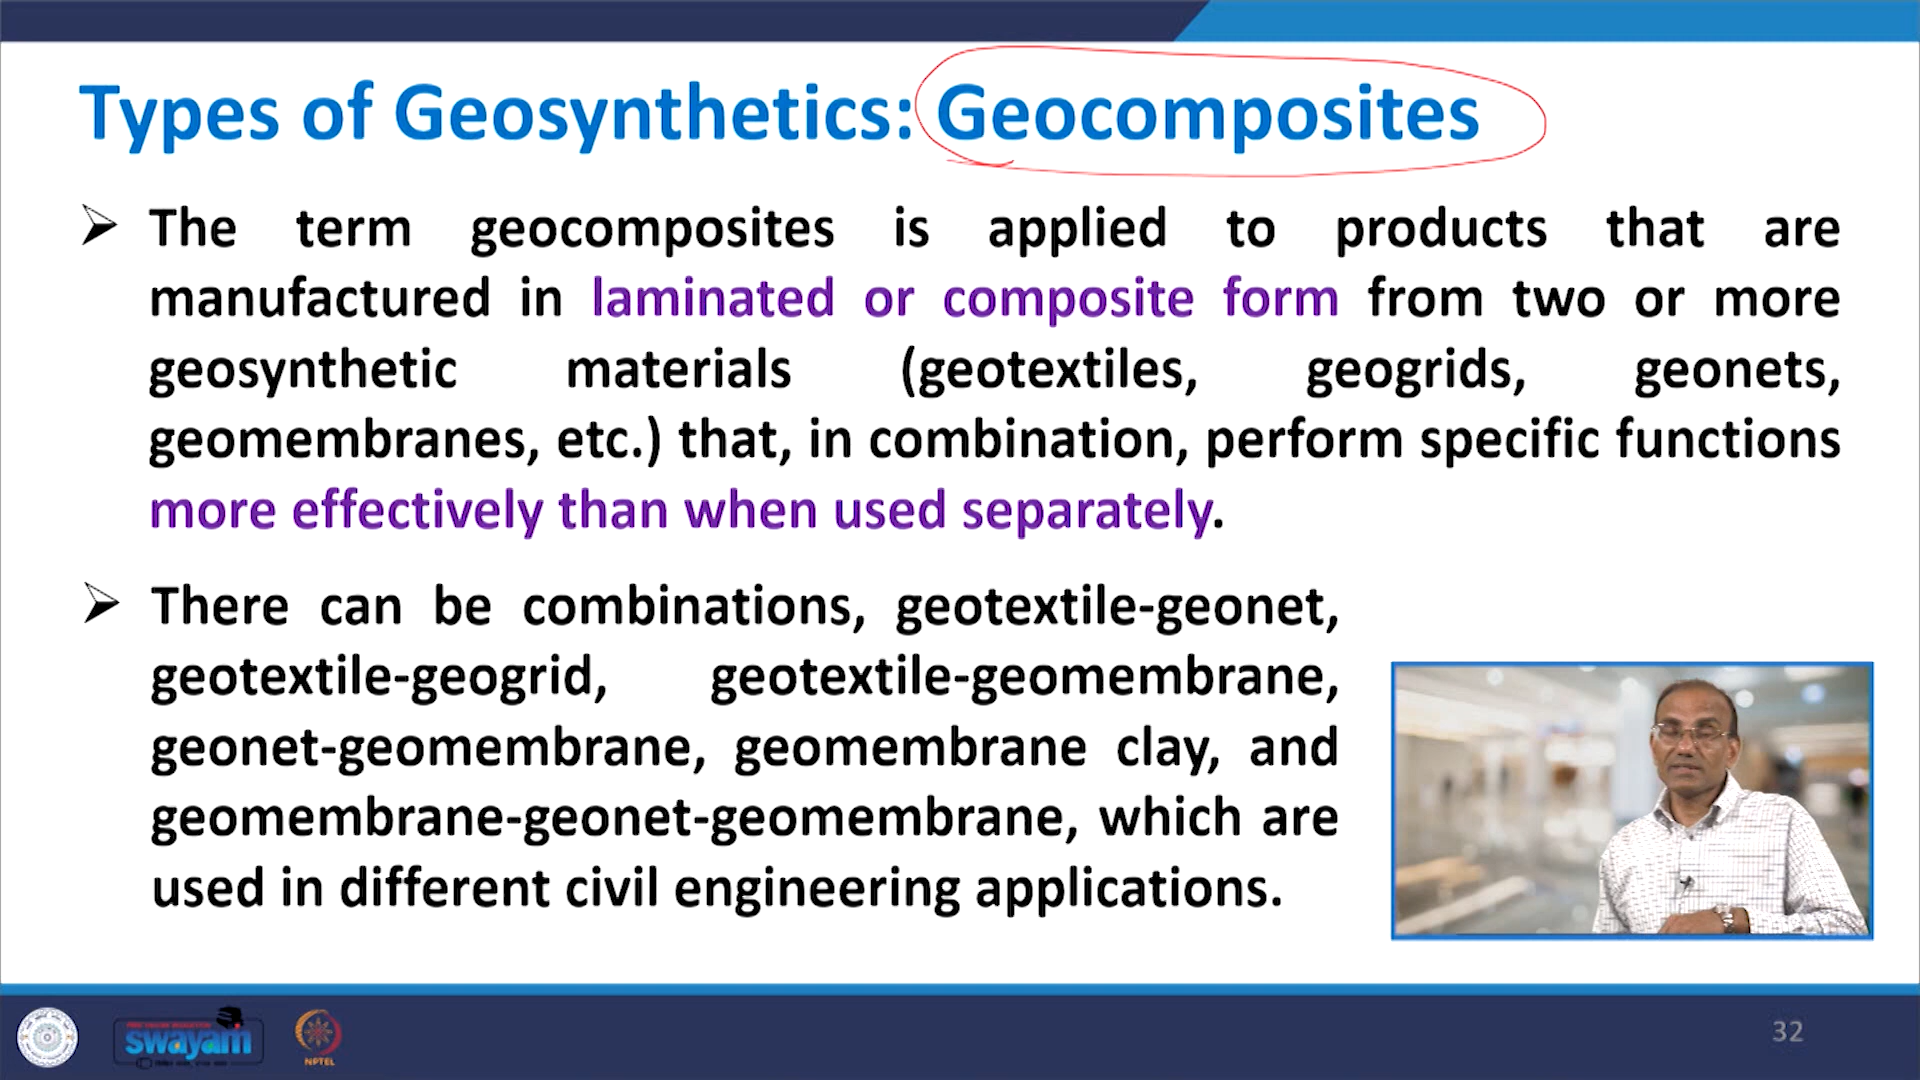 Types of Geosynthetics: Geocomposites
The term geocomposites is applied to products that are
manufactured in laminated or composite form from two or more
geosynthetic materials (geotextiles, geogrids, geonets,
geomembranes, etc.) that, in combination, perform specific functions
more effectively than when used separately.
There can be combinations, geotextile-geonet,
geotextile-geogrid, geotextile-geomembrane,
geonet-geomembrane, geomembrane clay, and
geomembrane-geonet-geomembrane, which are
used in different civil engineering applications.
swayam
NPTEL
32